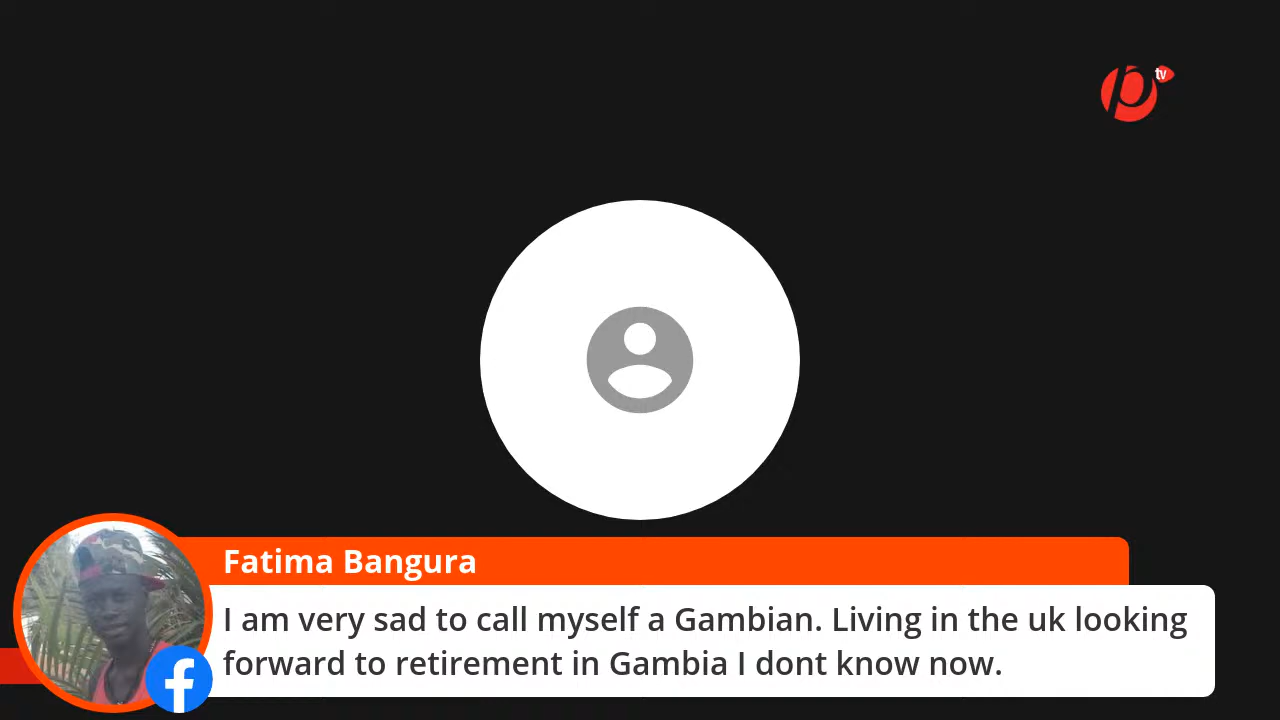 tv
Fatima Bangura
I am very sad to call myself a Gambian. Living in the uk looking
forward to retirement in Gambia I dont know now.